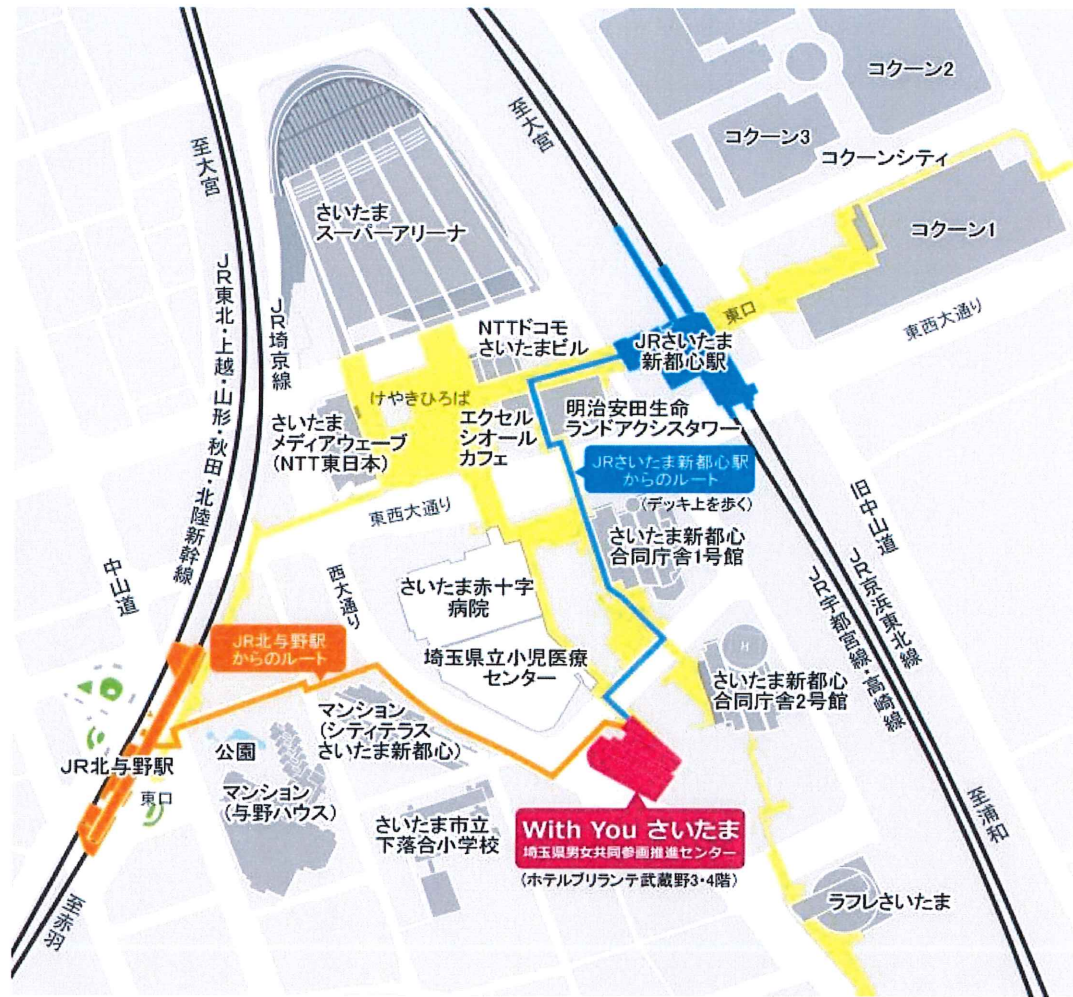 コクーン2
コクーン3
コクーンシティ
コクーン1
至大宮
至大宮
さいたま
スーパーアリーナ
JR東北・上越・山形・秋田・北陸新幹線
JR埼京線
NTTドコモ
さいたまビル
JRさいたま
新都心駅
東口
東西大通り
けやきひろば
さいたま
メディアウェーブ
(NTT東日本)
エクセル
シオール
カフェ
明治安田生命
ランドアクシスタワー
JRさいたま新都心駅
からのルート
(デッキ上を歩く)
東西大通り
さいたま新都心
合同庁舎1号館
旧中山道
JR京浜東北線
JR宇都宮線・高崎線
中山道
西大通り
さいたま赤十字
病院
JR北与野駅
からのルート
埼玉県立小児医療
センター
H
さいたま新都心
合同庁舎2号館
マンション
(シティテラス
さいたま新都心)
公園
JR北与野駅
東口
マンション
(与野ハウス)
さいたま市立
下落合小学校
With You さいたま
埼玉県男女共同参画推進センター
(ホテルブリランテ武蔵野3・4階)
至浦和
ラフレさいたま
至赤羽